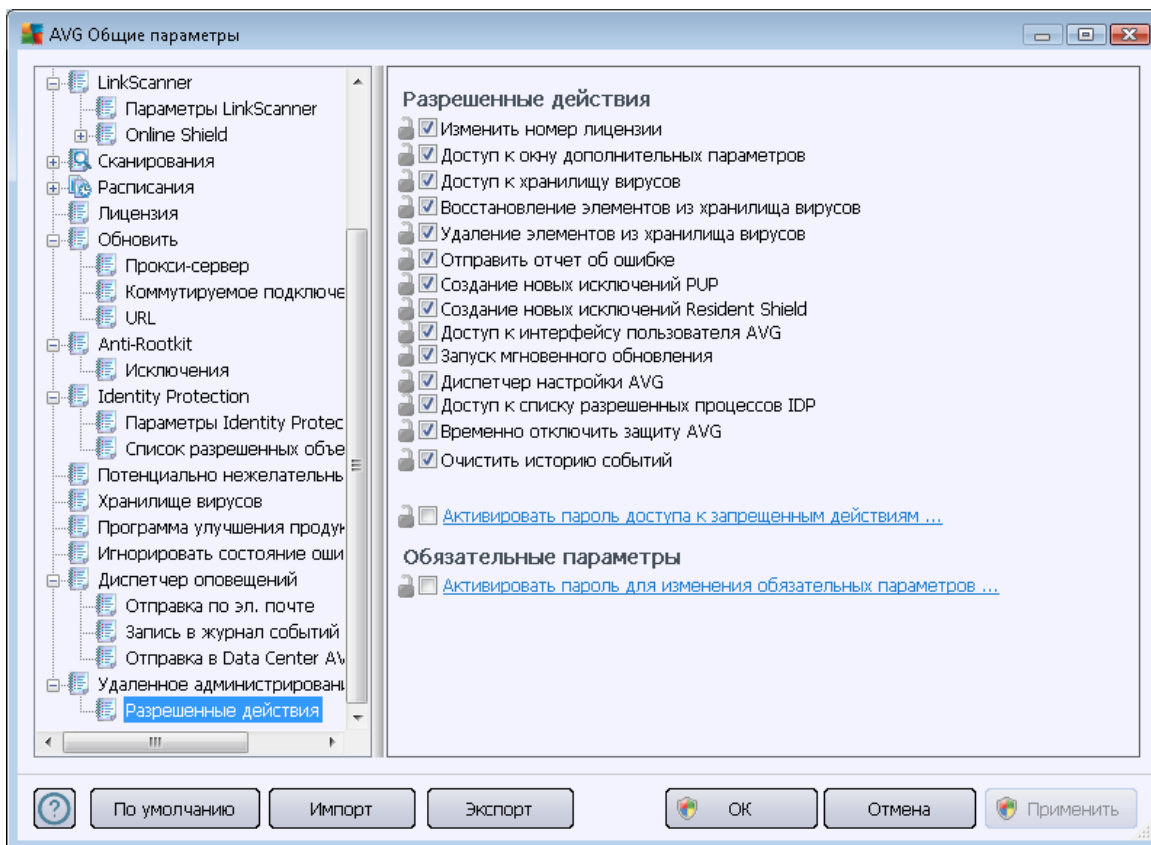 AVG Общие параметры
LinkScanner
Параметры LinkScanner
Online Shield
Сканирования
Расписания
Лицензия
Обновить
Прокси-сервер
Коммутируемое подключе
URL
Anti-Rootkit
Исключения
Identity Protection
Параметры Identity Protec
Список разрешенных объе
Потенциально нежелательнь
Хранилище вирусов
Программа улучшения продук
Игнорировать состояние оши
Диспетчер оповещений
Отправка по эл. почте
Запись в журнал событий
Отправка в Data Center AV
Удаленное администрировани
Разрешенные действия
Разрешенные действия
Изменить номер лицензии
Доступ к окну дополнительных параметров
Доступ к хранилищу вирусов
Восстановление элементов из хранилища вирусов
Удаление элементов из хранилища вирусов
Отправить отчет об ошибке
Создание новых исключений PUP
Создание новых исключений Resident Shield
Доступ к интерфейсу пользователя AVG
Запуск мгновенного обновления
Диспетчер настройки AVG
Доступ к списку разрешенных процессов IDP
Временно отключить защиту AVG
Очистить историю событий
Активировать пароль доступа к запрещенным действиям ...
Обязательные параметры
Активировать пароль для изменения обязательных параметров ...
По умолчанию
Импорт
Экспорт
ОК
Отмена
Применить